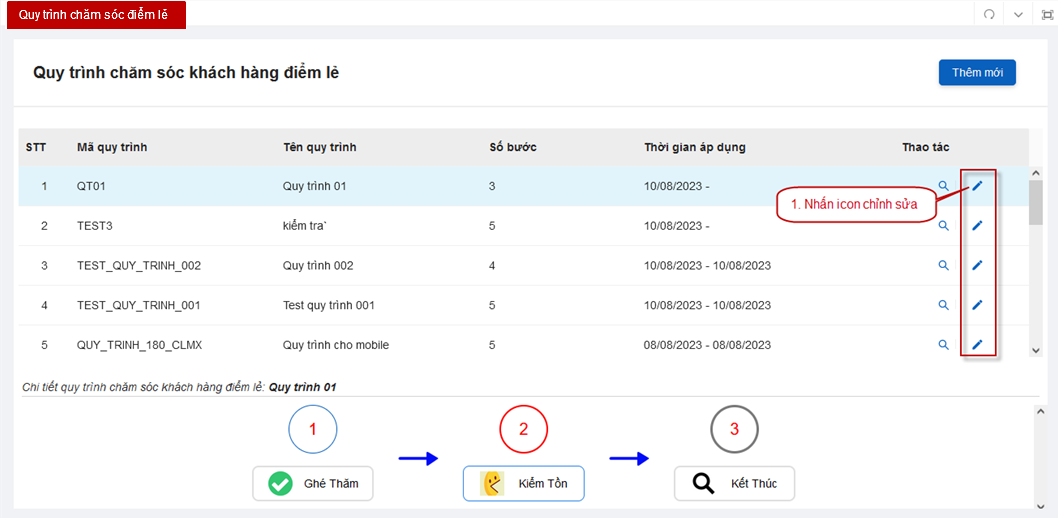 Quy trình chăm sóc điểm lẻ
Quy trình chăm sóc khách hàng điểm lẻ
Thêm mới
STT Mã quy trình Tên quy trình Số bước Thời gian áp dụng Thao tác
1 QT01 Quy trình 01 3 10/08/2023 -
1. Nhấn icon chỉnh sửa
2 TEST3 kiểm tra` 5 10/08/2023 -
3 TEST_QUY_TRINH_002 Quy trình 002 4 10/08/2023 - 10/08/2023
4 TEST_QUY_TRINH_001 Test quy trình 001 5 10/08/2023 - 10/08/2023
5 QUY_TRINH_180_CLMX Quy trình cho mobile 5 08/08/2023 - 08/08/2023
Chi tiết quy trình chăm sóc khách hàng điểm lẻ: Quy trình 01
1 2 3
Ghé Thăm Kiểm Tồn Kết Thúc